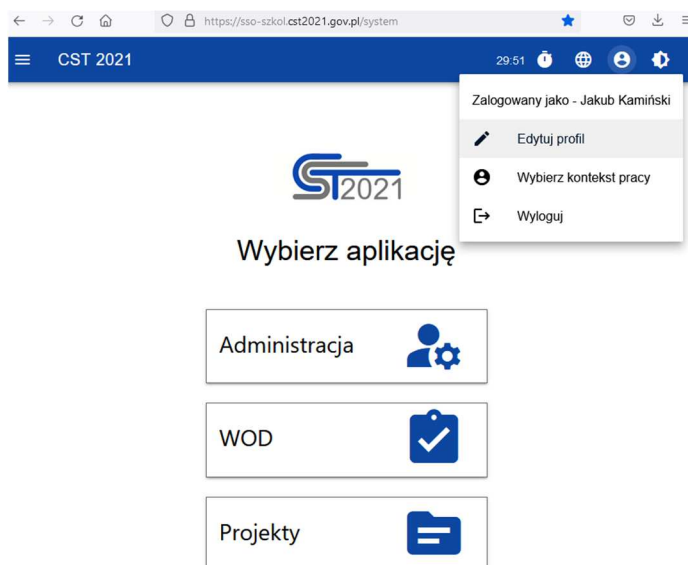 https://sso-szkol.cst2021.gov.pl/system
CST 2021
29:51
Zalogowany jako - Jakub Kamiński
Edytuj profil
Wybierz kontekst pracy
Wyloguj
CST2021
Wybierz aplikację
Administracja
WOD
Projekty